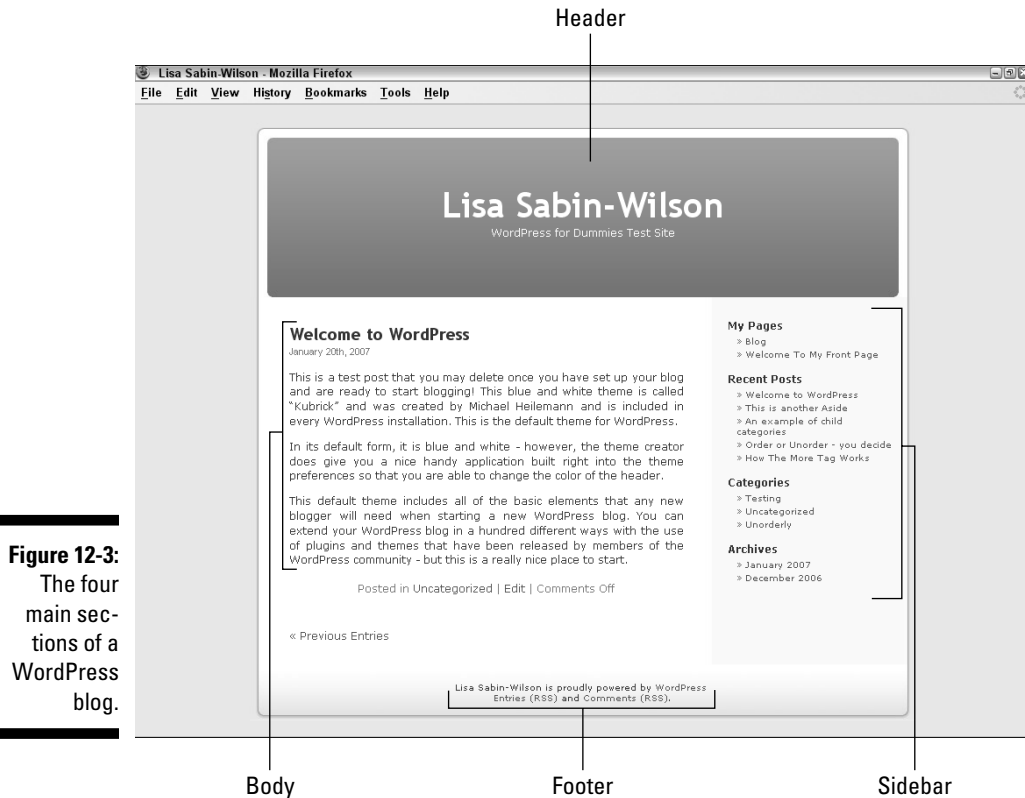 Header
Lisa Sabin-Wilson - Mozilla Firefox
File Edit View History Bookmarks Tools Help
Lisa Sabin-Wilson
WordPress for Dummies Test Site
Welcome to WordPress
January 20th, 2007
This is a test post that you may delete once you have set up your blog
and are ready to start blogging! This blue and white theme is called
“Kubrick” and was created by Michael Heilemann and is included in
every WordPress installation. This is the default theme for WordPress.
In its default form, it is blue and white - however, the theme creator
does give you a nice handy application built right into the theme
preferences so that you are able to change the color of the header.
This default theme includes all of the basic elements that any new
blogger will need when starting a new WordPress blog. You can
extend your WordPress blog in a hundred different ways with the use
of plugins and themes that have been released by members of the
WordPress community - but this is a really nice place to start.
Posted in Uncategorized | Edit | Comments Off
« Previous Entries
My Pages
» Blog
» Welcome To My Front Page
Recent Posts
» Welcome to WordPress
» This is another Aside
» An example of child
categories
» Order or Unorder - you decide
» How The More Tag Works
Categories
» Testing
» Uncategorized
» Unorderly
Archives
» January 2007
» December 2006
Lisa Sabin-Wilson is proudly powered by WordPress
Entries (RSS) and Comments (RSS).
Figure 12-3:
The four
main sec-
tions of a
WordPress
blog.
Body
Footer
Sidebar